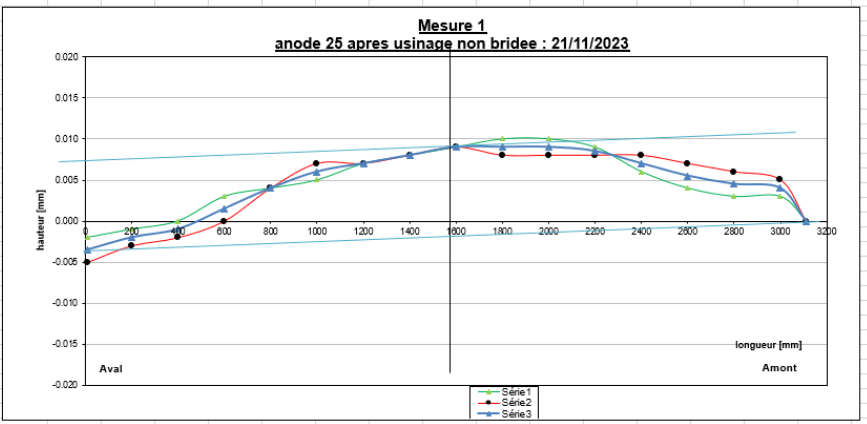 Mesure 1
anode 25 apres usinage non bridee : 21/11/2023
0.020
0.015
0.010
0.005
0.000
-0.005
-0.010
-0.015
-0.020
hauteur [mm]
0 200 400 600 800 1000 1200 1400 1600 1800 2000 2200 2400 2600 2800 3000 3200
longueur [mm]
Aval
Amont
Série1
Série2
Série3